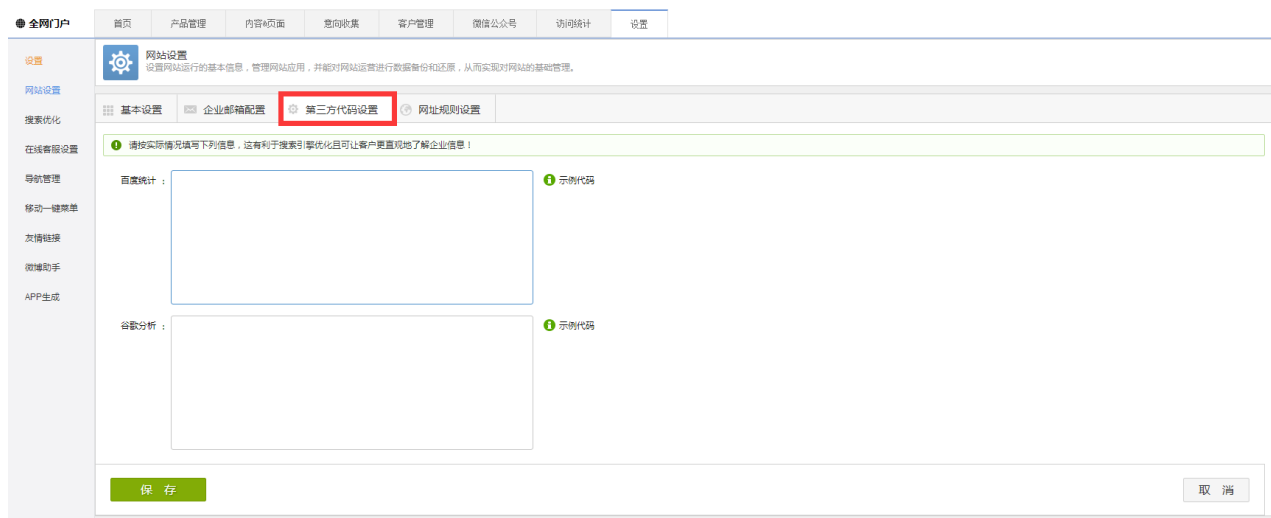 全网门户
首页 产品管理 内容&页面 意向收集 客户管理 微信公众号 访问统计 设置
设置
网站设置
搜索优化
在线客服设置
导航管理
移动一键菜单
友情链接
微博助手
APP生成
网站设置
设置网站运行的基本信息，管理网站应用，并能对网站运营进行数据备份和还原，从而实现对网站的基础管理。
基本设置 企业邮箱配置 第三方代码设置 网址规则设置
请按实际情况填写下列信息，这有利于搜索引擎优化且可让客户更直观地了解企业信息！
百度统计： 示例代码
谷歌分析： 示例代码
保 存 取 消